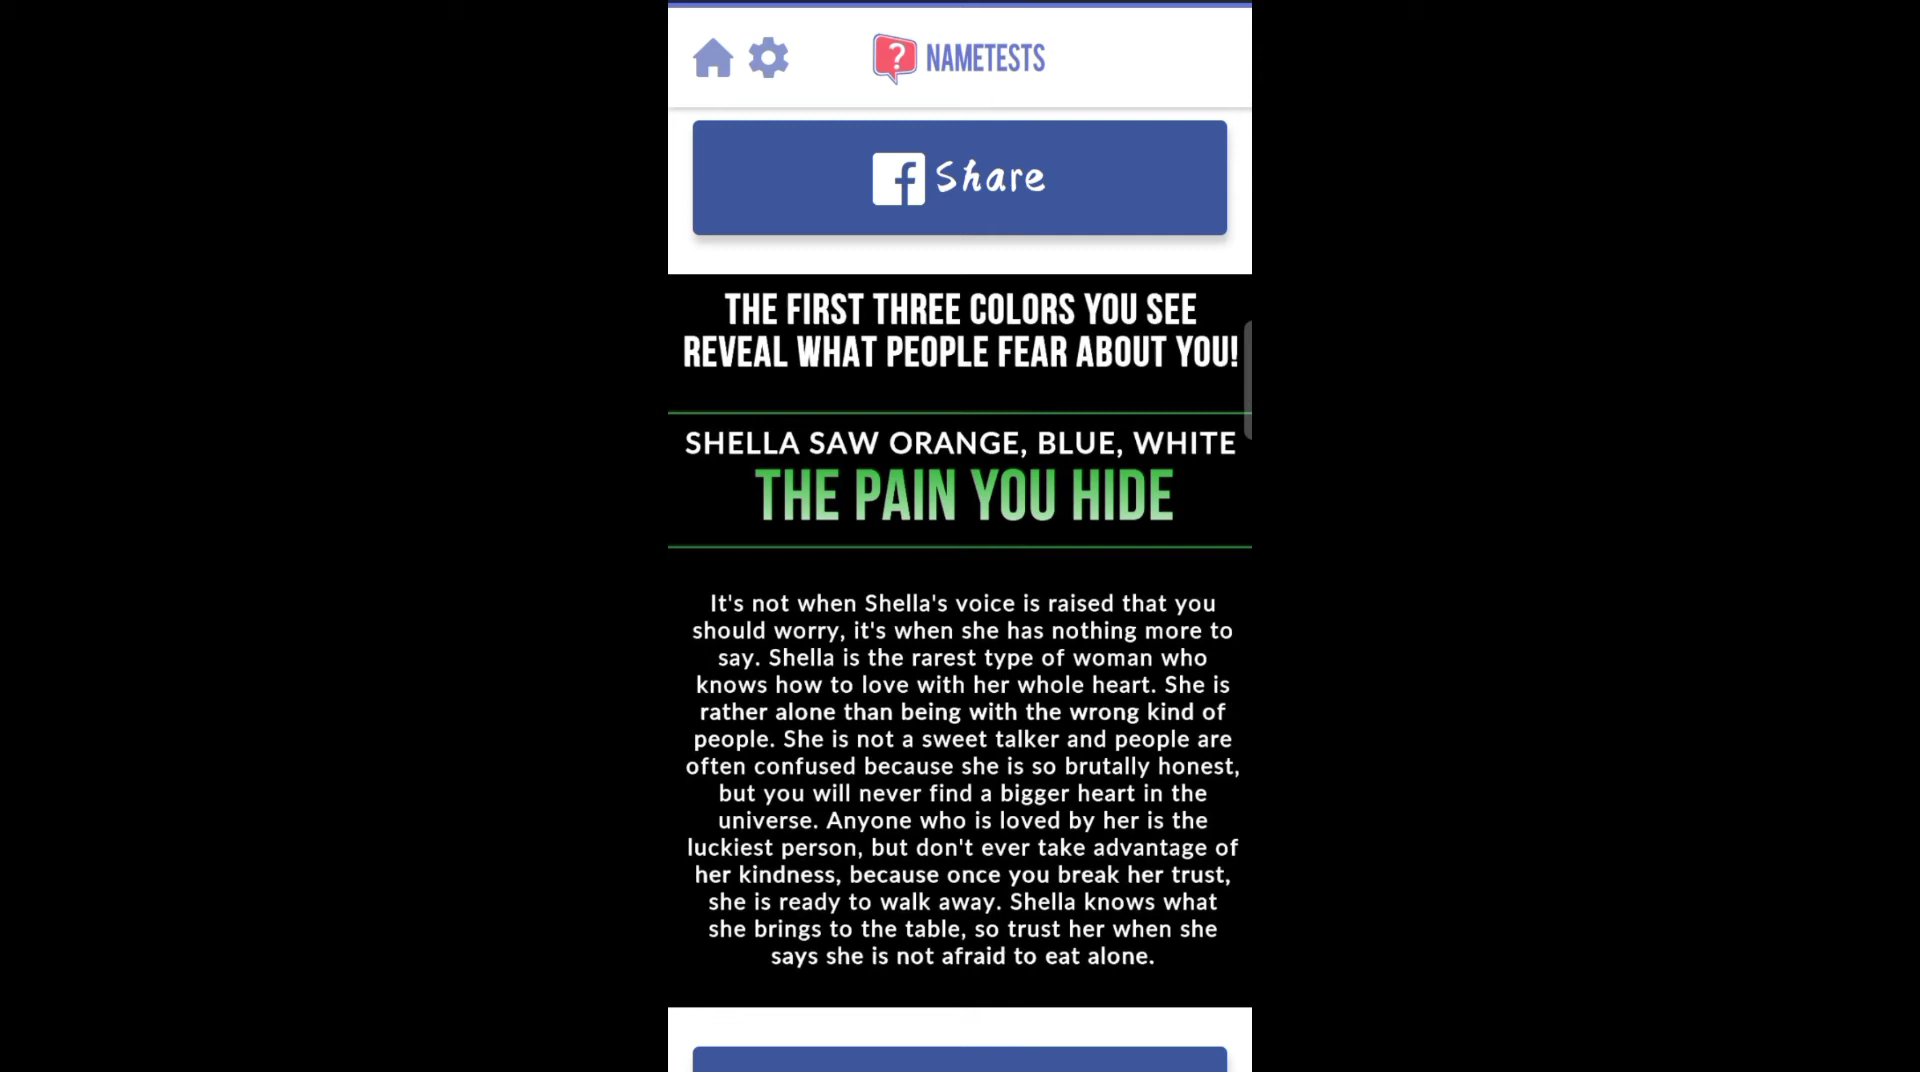 NAMETESTS
Share
THE FIRST THREE COLORS YOU SEE
REVEAL WHAT PEOPLE FEAR ABOUT YOU!
SHELLA SAW ORANGE, BLUE, WHITE
THE PAIN YOU HIDE
It's not when Shella's voice is raised that you
should worry, it's when she has nothing more to
say. Shella is the rarest type of woman who
knows how to love with her whole heart. She is
rather alone than being with the wrong kind of
people. She is not a sweet talker and people are
often confused because she is so brutally honest,
but you will never find a bigger heart in the
universe. Anyone who is loved by her is the
luckiest person, but don't ever take advantage of
her kindness, because once you break her trust,
she is ready to walk away. Shella knows what
she brings to the table, so trust her when she
says she is not afraid to eat alone.